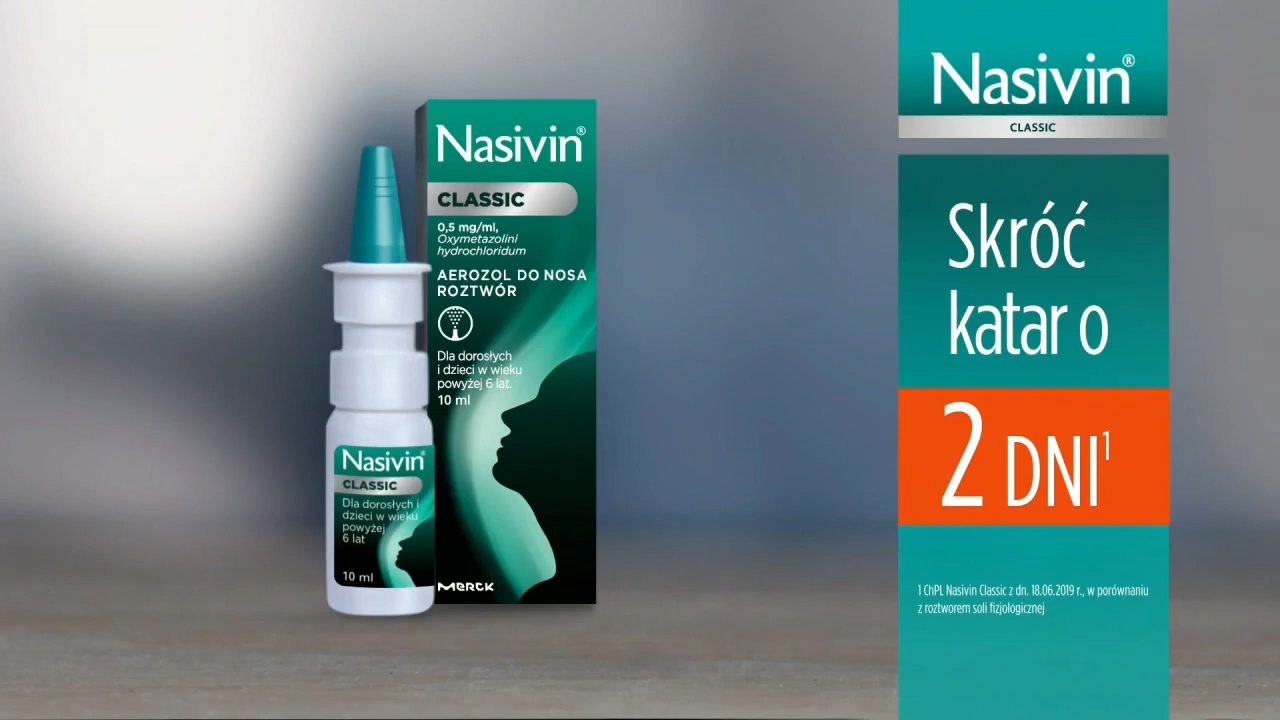 Nasivin®
CLASSIC
0,5 mg/ml,
Oxymetazolini
hydrochloridum
AEROZOL DO NOSA
ROZTWÓR
Dla dorosłych
i dzieci w wieku
powyżej 6 lat.
10 ml
MERCK
Nasivin®
CLASSIC
Dla dorosłych i
dzieci w wieku
powyżej
6 lat
10 ml
Nasivin®
CLASSIC
Skróć
katar o
2 DNI¹
1 ChPL Nasivin Classic z dn. 18.06.2019 r., w porównaniu
z roztworem soli fizjologicznej